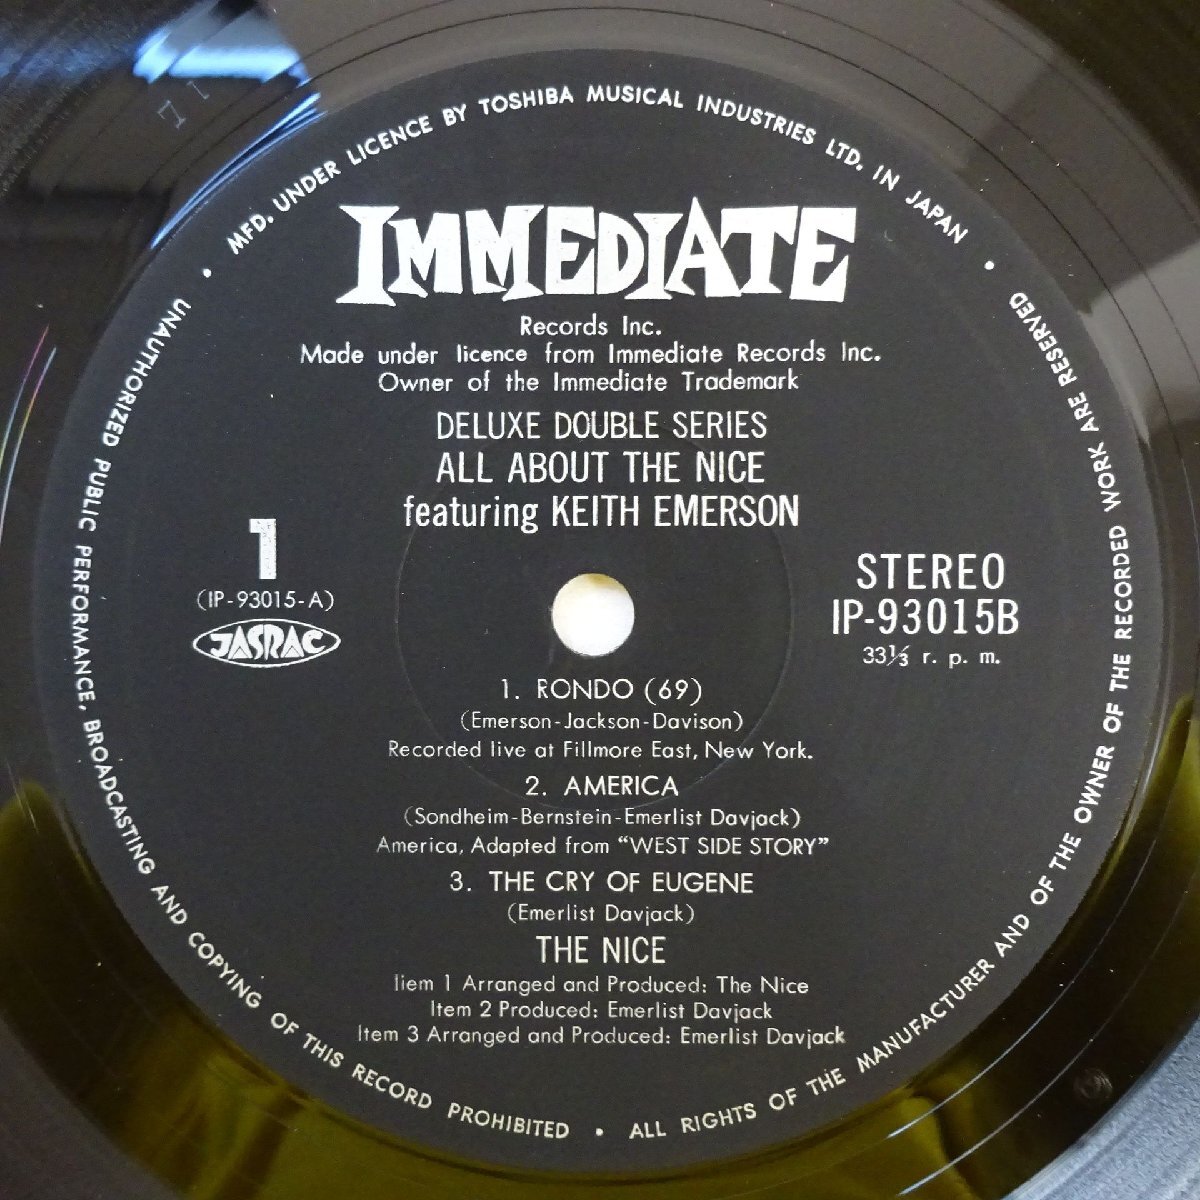 MFD. UNDER LICENCE BY TOSHIBA MUSICAL INDUSTRIES LTD. IN JAPAN •
IMMEDIATE
Records Inc.
Made under licence from Immediate Records Inc.
Owner of the Immediate Trademark
DELUXE DOUBLE SERIES
ALL ABOUT THE NICE
featuring KEITH EMERSON
1
(IP-93015-A)
JASRAC
STEREO
IP-93015B
33⅓ r. p. m.
1. RONDO (69)
(Emerson-Jackson-Davison)
Recorded live at Fillmore East, New York.
2. AMERICA
(Sondheim-Bernstein-Emerlist Davjack)
America, Adapted from “WEST SIDE STORY”
3. THE CRY OF EUGENE
(Emerlist Davjack)
THE NICE
Iiem 1 Arranged and Produced: The Nice
Item 2 Produced: Emerlist Davjack
Item 3 Arranged and Produced: Emerlist Davjack
• UNAUTHORIZED PUBLIC PERFORMANCE, BROADCASTING AND COPYING OF THIS RECORD PROHIBITED • ALL RIGHTS OF THE MANUFACTURER AND OF THE OWNER OF THE RECORDED WORK ARE RESERVED